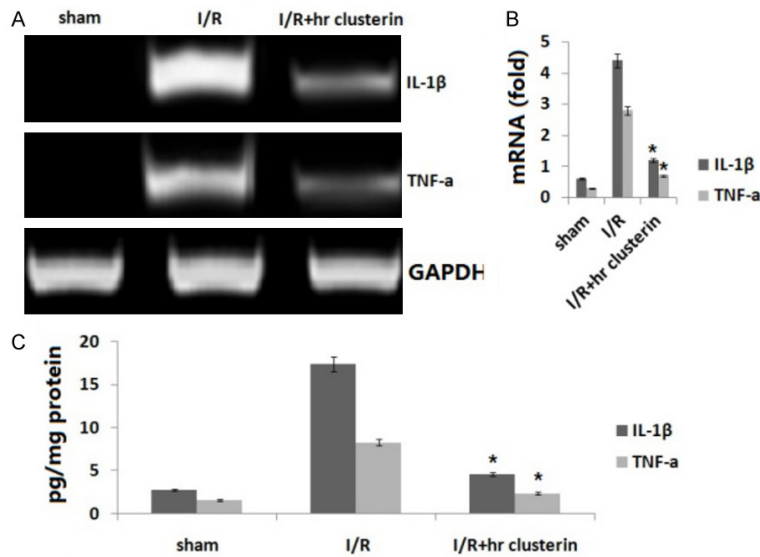 A
sham I/R I/R+hr clusterin
IL-1β
TNF-a
GAPDH
B
mRNA (fold)
5
4
3
2
1
0
*
*
sham
I/R
I/R+hr clusterin
IL-1β
TNF-a
C
pg/mg protein
20
15
10
5
0
* *
sham I/R I/R+hr clusterin
IL-1β
TNF-a